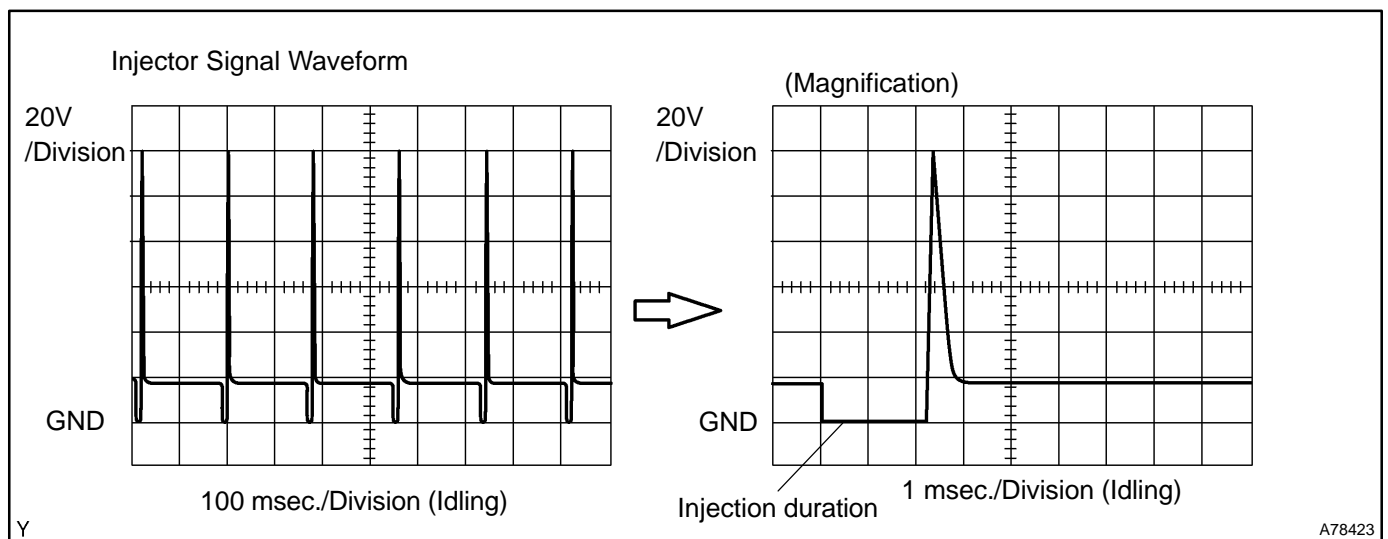 Injector Signal Waveform
(Magnification)
20V
/Division
GND
100 msec./Division (Idling)
20V
/Division
GND
Injection duration
1 msec./Division (Idling)
Y
A78423